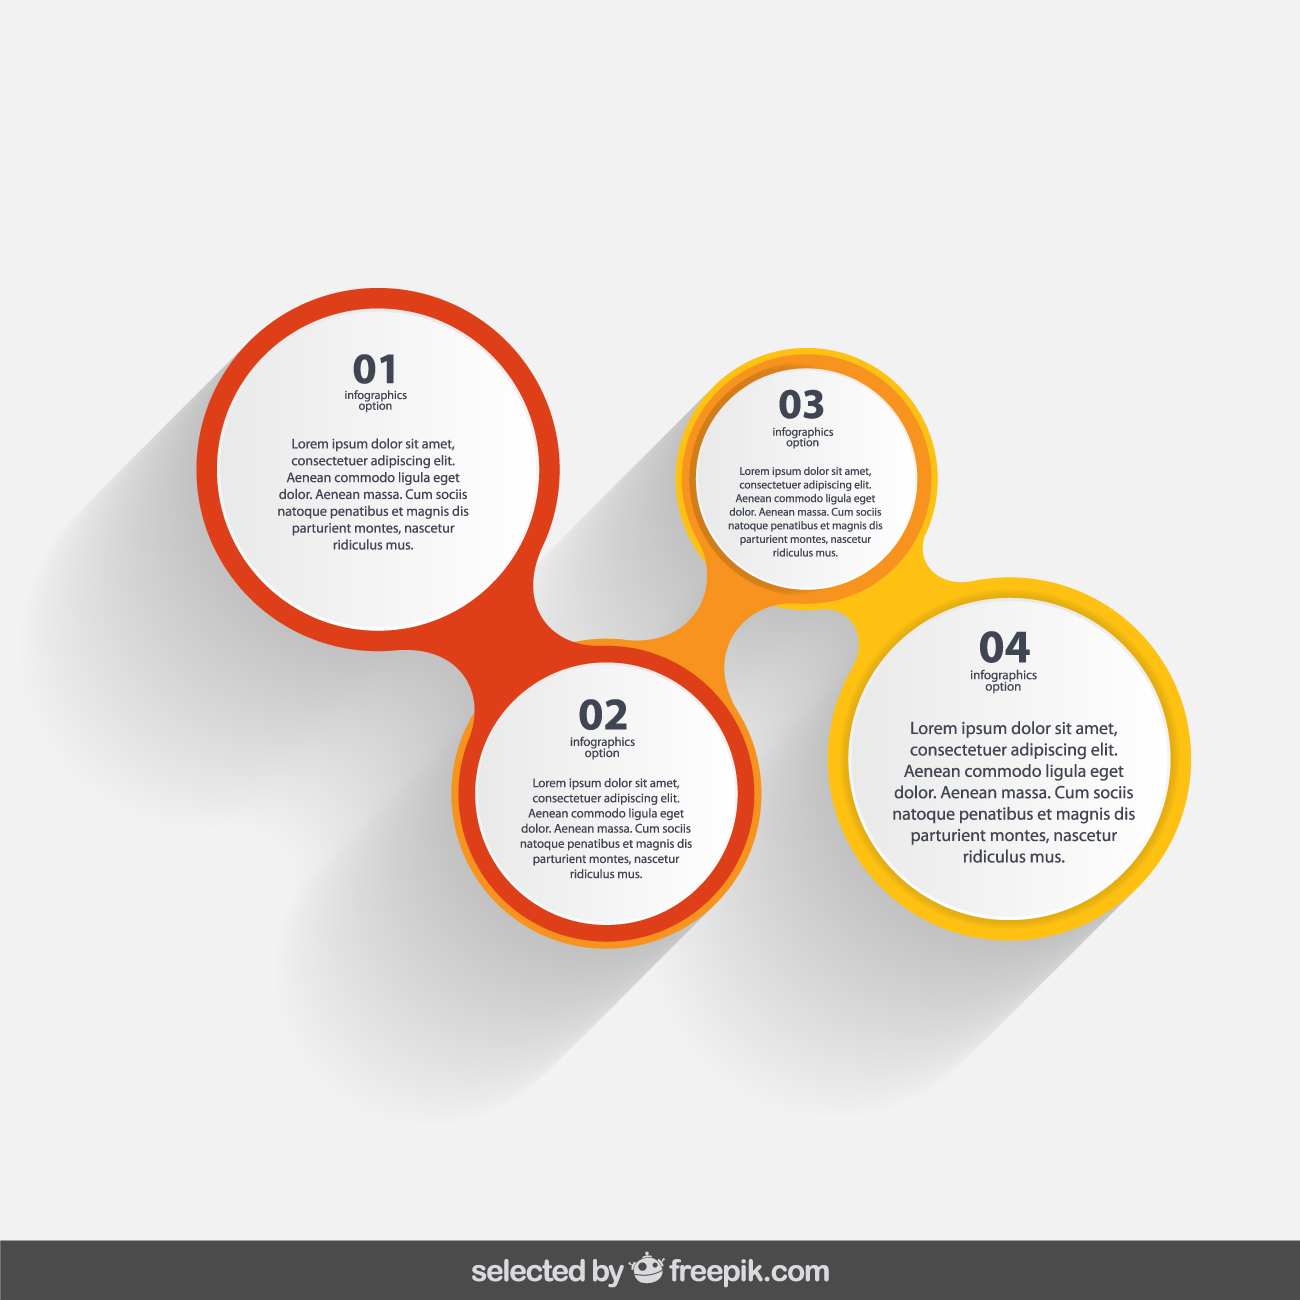 01
infographics
option
Lorem ipsum dolor sit amet,
consectetuer adipiscing elit.
Aenean commodo ligula eget
dolor. Aenean massa. Cum sociis
natoque penatibus et magnis dis
parturient montes, nascetur
ridiculus mus.
02
infographics
option
Lorem ipsum dolor sit amet,
consectetuer adipiscing elit.
Aenean commodo ligula eget
dolor. Aenean massa. Cum sociis
natoque penatibus et magnis dis
parturient montes, nascetur
ridiculus mus.
03
infographics
option
Lorem ipsum dolor sit amet,
consectetuer adipiscing elit.
Aenean commodo ligula eget
dolor. Aenean massa. Cum sociis
natoque penatibus et magnis dis
parturient montes, nascetur
ridiculus mus.
04
infographics
option
Lorem ipsum dolor sit amet,
consectetuer adipiscing elit.
Aenean commodo ligula eget
dolor. Aenean massa. Cum sociis
natoque penatibus et magnis dis
parturient montes, nascetur
ridiculus mus.
selected by freepik.com